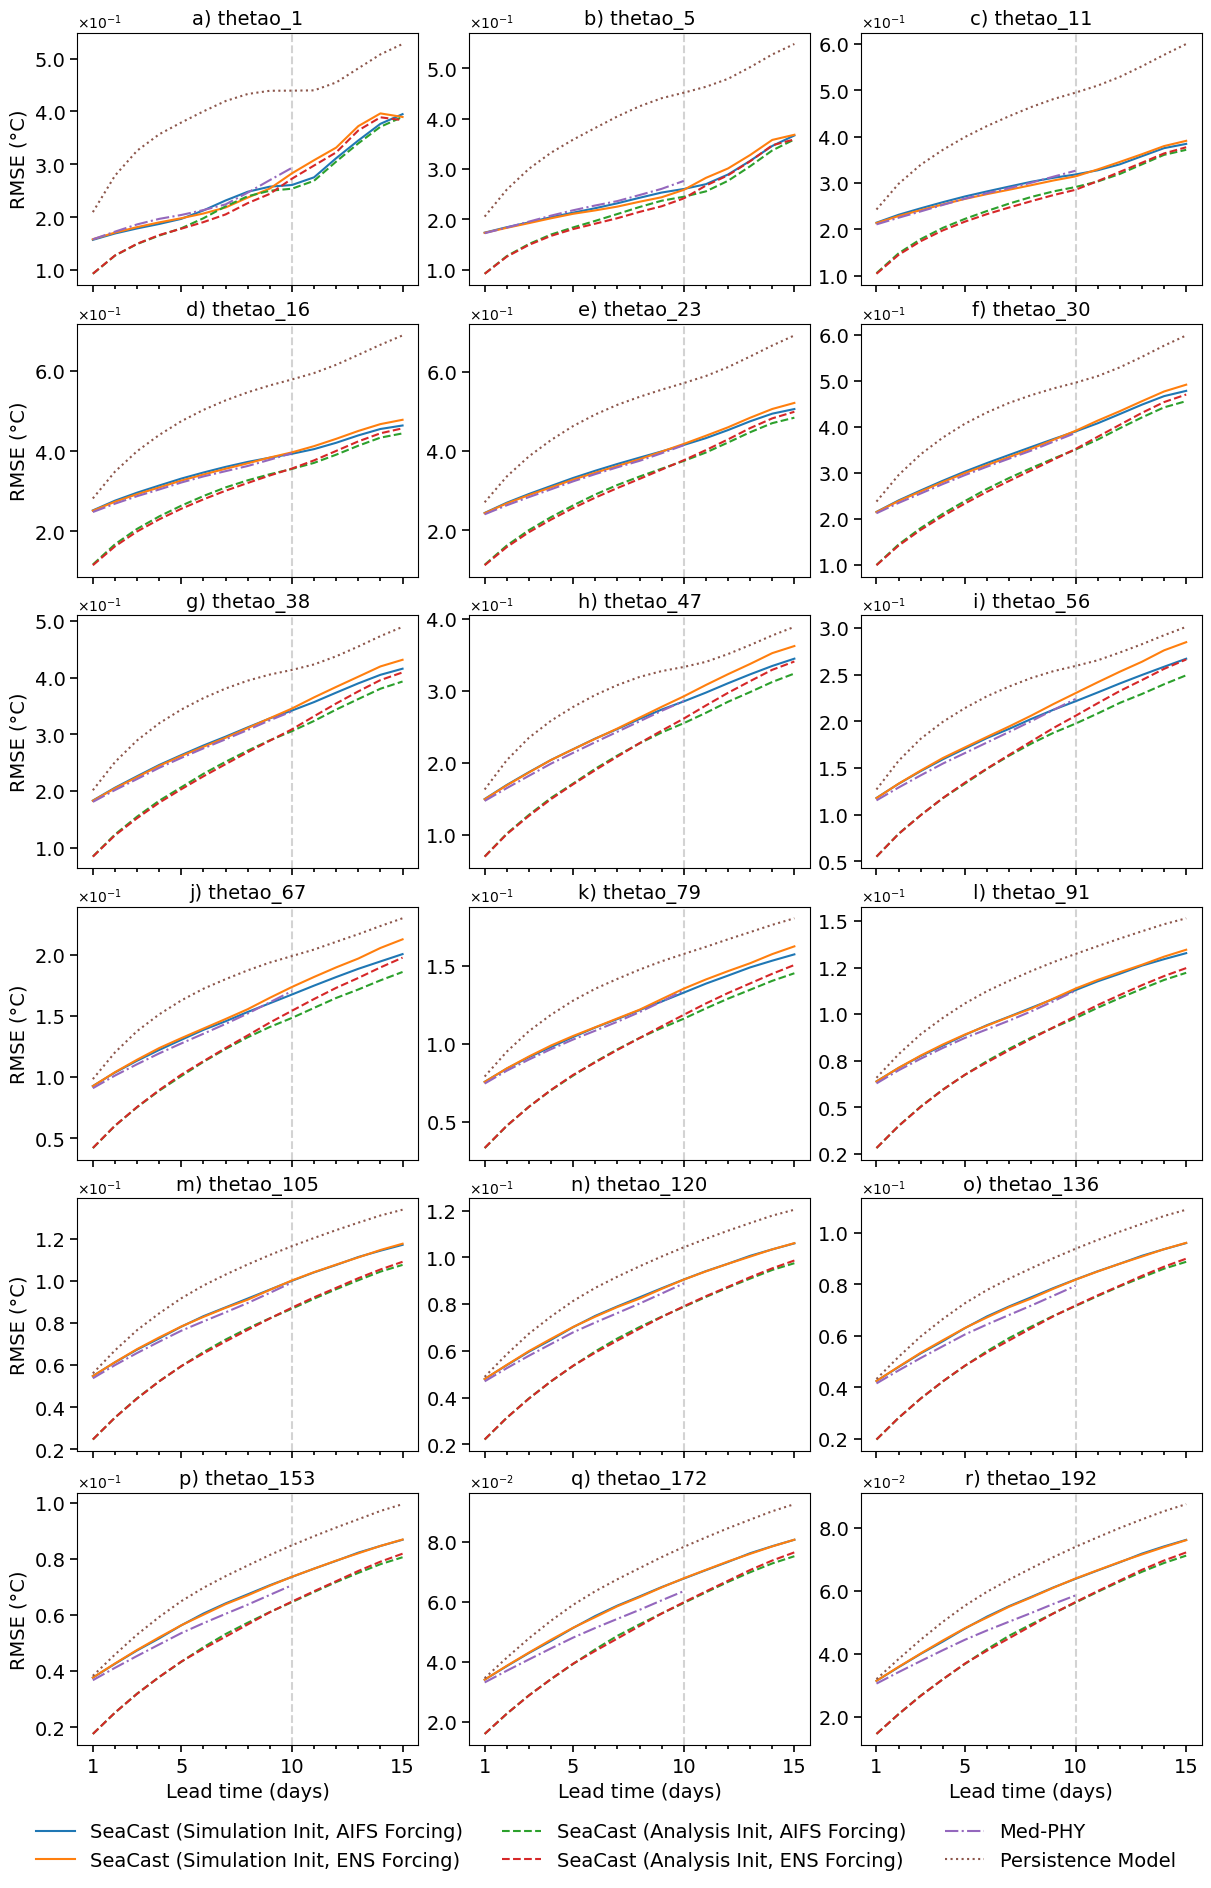 a) thetao_1
b) thetao_5
c) thetao_11
×10⁻¹
×10⁻¹
×10⁻¹
RMSE (°C)
5.0
4.0
3.0
2.0
1.0
5.0
4.0
3.0
2.0
1.0
6.0
5.0
4.0
3.0
2.0
1.0
d) thetao_16
e) thetao_23
f) thetao_30
×10⁻¹
×10⁻¹
×10⁻¹
RMSE (°C)
6.0
4.0
2.0
6.0
4.0
2.0
6.0
5.0
4.0
3.0
2.0
1.0
g) thetao_38
h) thetao_47
i) thetao_56
×10⁻¹
×10⁻¹
×10⁻¹
RMSE (°C)
5.0
4.0
3.0
2.0
1.0
4.0
3.0
2.0
1.0
3.0
2.5
2.0
1.5
1.0
0.5
j) thetao_67
k) thetao_79
l) thetao_91
×10⁻¹
×10⁻¹
×10⁻¹
RMSE (°C)
2.0
1.5
1.0
0.5
1.5
1.0
0.5
1.5
1.2
1.0
0.8
0.5
0.2
m) thetao_105
n) thetao_120
o) thetao_136
×10⁻¹
×10⁻¹
×10⁻¹
RMSE (°C)
1.2
1.0
0.8
0.6
0.4
0.2
1.2
1.0
0.8
0.6
0.4
0.2
1.0
0.8
0.6
0.4
0.2
p) thetao_153
q) thetao_172
r) thetao_192
×10⁻¹
×10⁻²
×10⁻²
RMSE (°C)
1.0
0.8
0.6
0.4
0.2
8.0
6.0
4.0
2.0
8.0
6.0
4.0
2.0
1 5 10 15
1 5 10 15
1 5 10 15
Lead time (days)
Lead time (days)
Lead time (days)
SeaCast (Simulation Init, AIFS Forcing)
SeaCast (Simulation Init, ENS Forcing)
SeaCast (Analysis Init, AIFS Forcing)
SeaCast (Analysis Init, ENS Forcing)
Med-PHY
Persistence Model